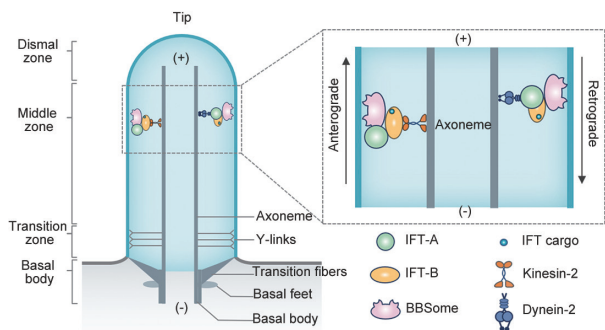 Tip
Dismal
zone
(+)
Middle
zone
Transition
zone
Basal
body
Axoneme
Y-links
Transition fibers
Basal feet
(-)
Basal body
(+)
Anterograde
Axoneme
Retrograde
(-)
IFT-A
IFT cargo
IFT-B
Kinesin-2
BBSome
Dynein-2